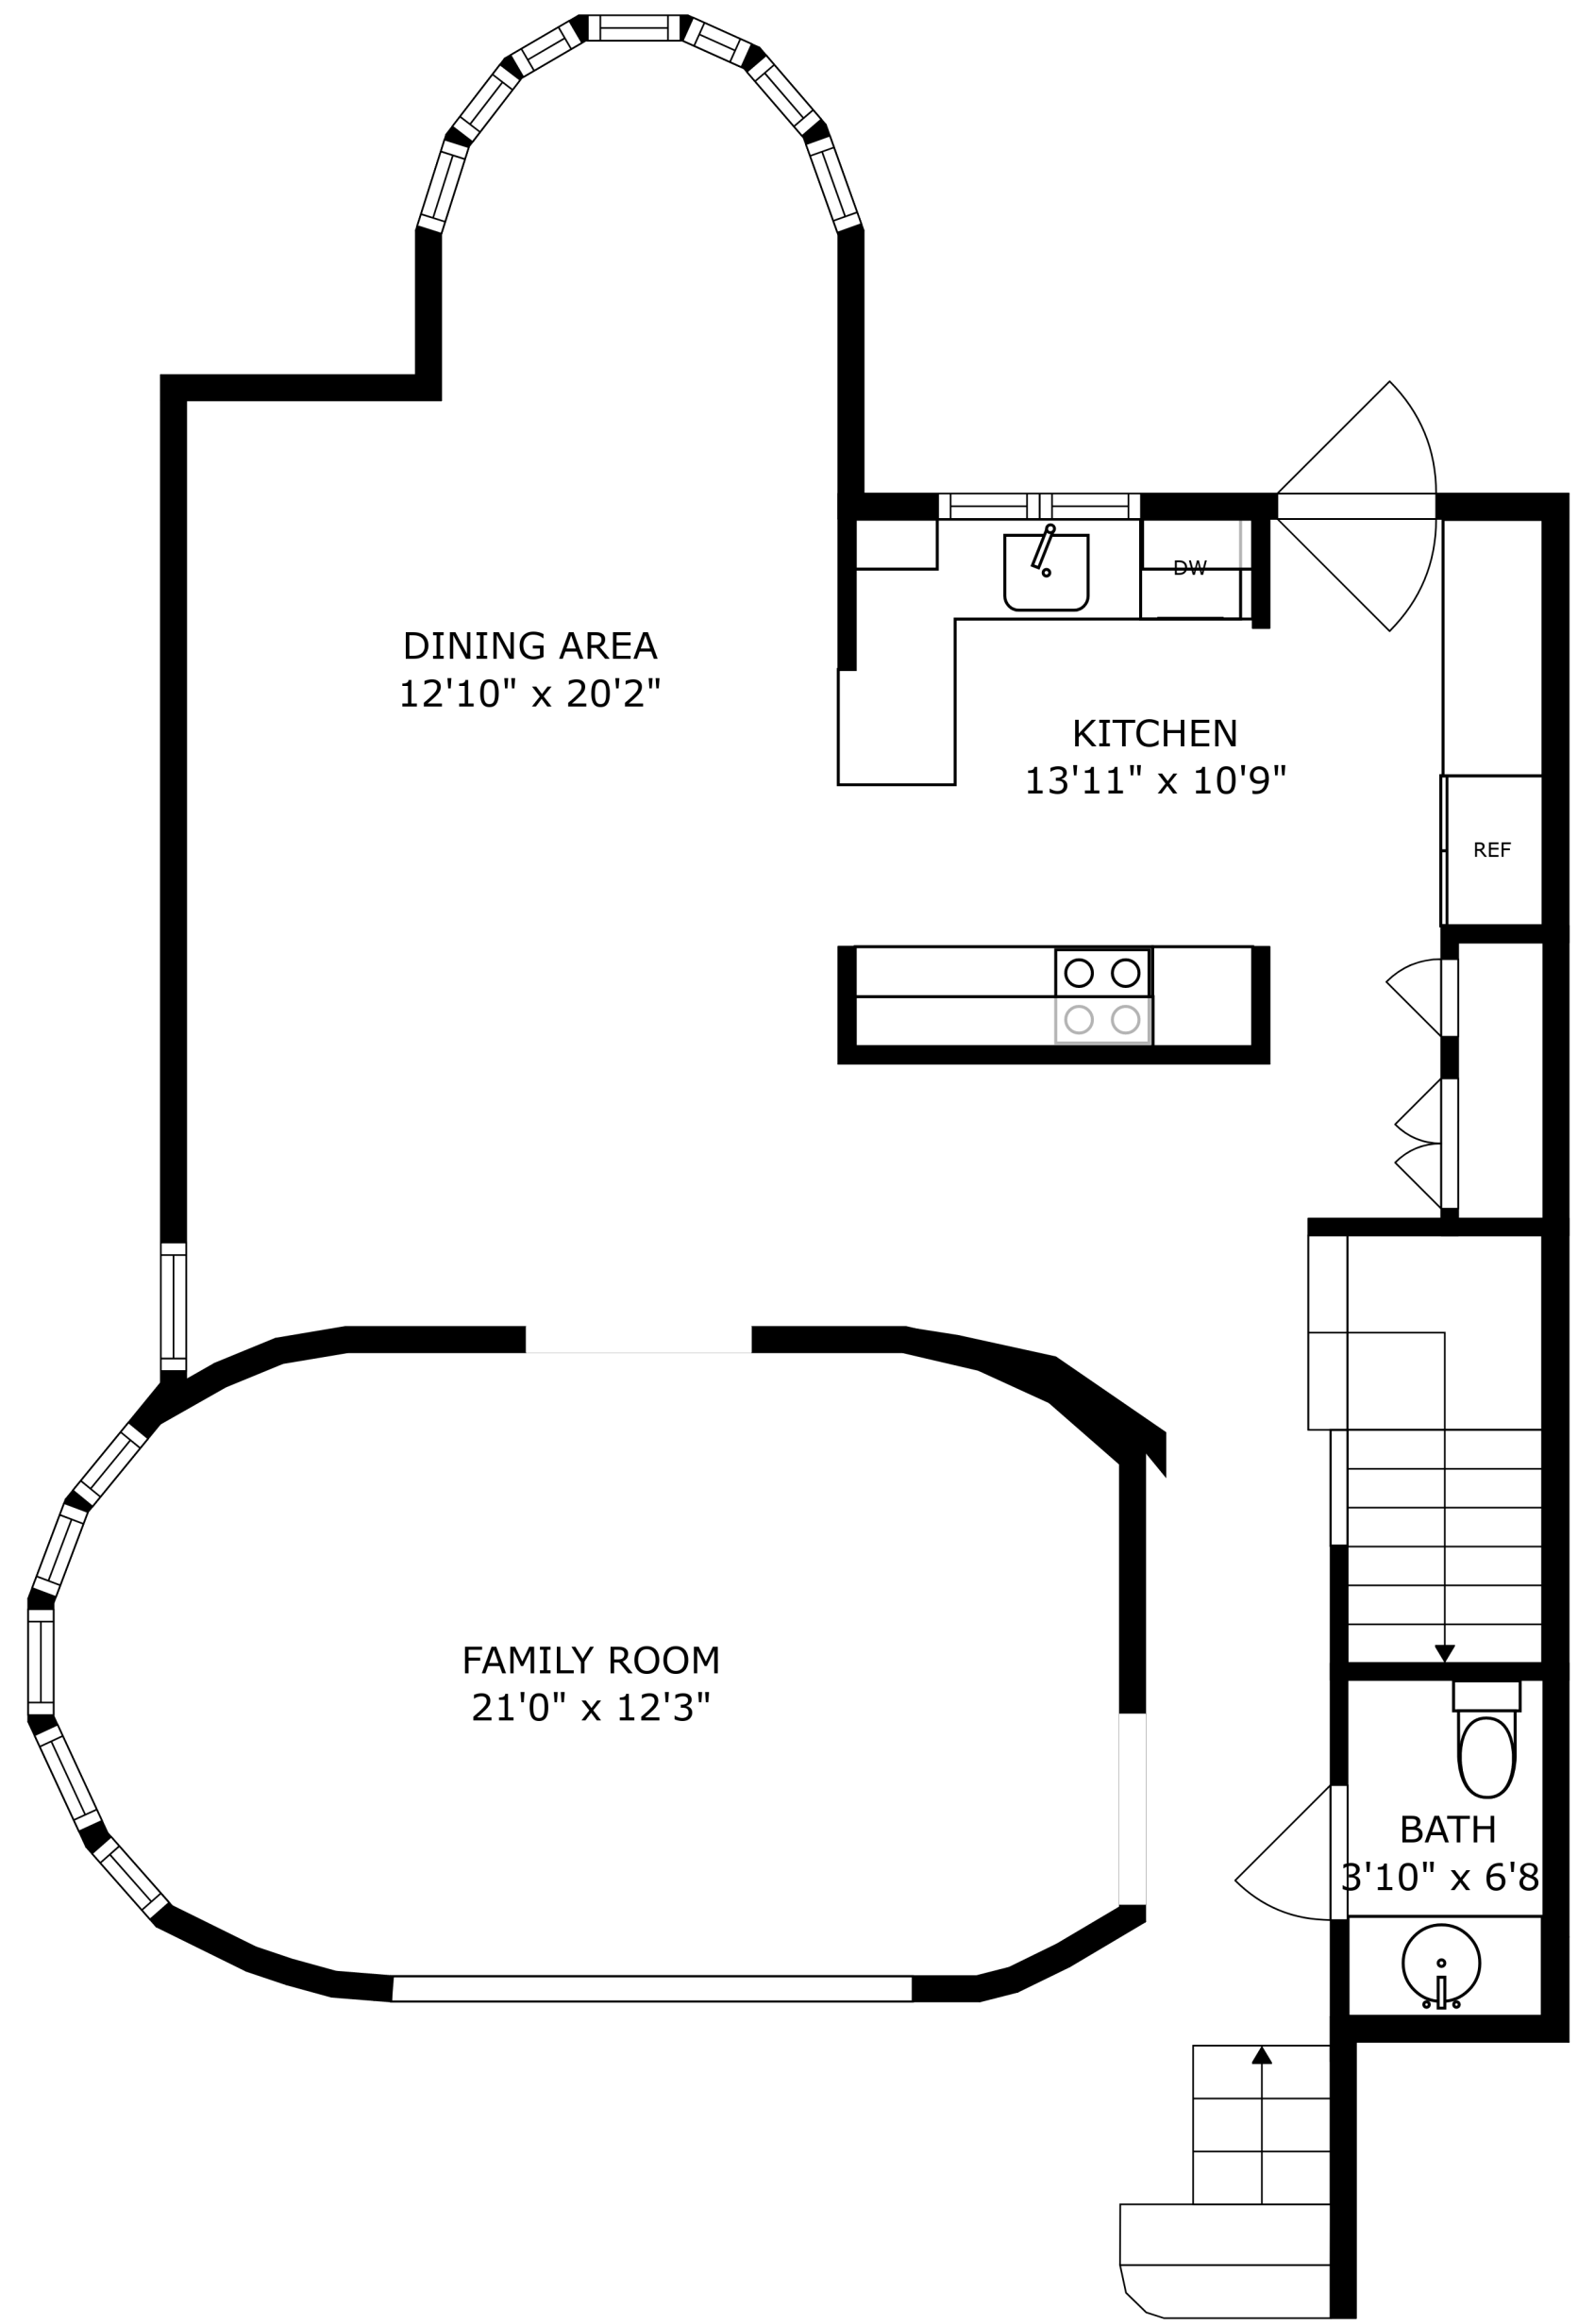 DINING AREA
12'10" x 20'2"
DW
KITCHEN
13'11" x 10'9"
REF
FAMILY ROOM
21'0" x 12'3"
BATH
3'10" x 6'8